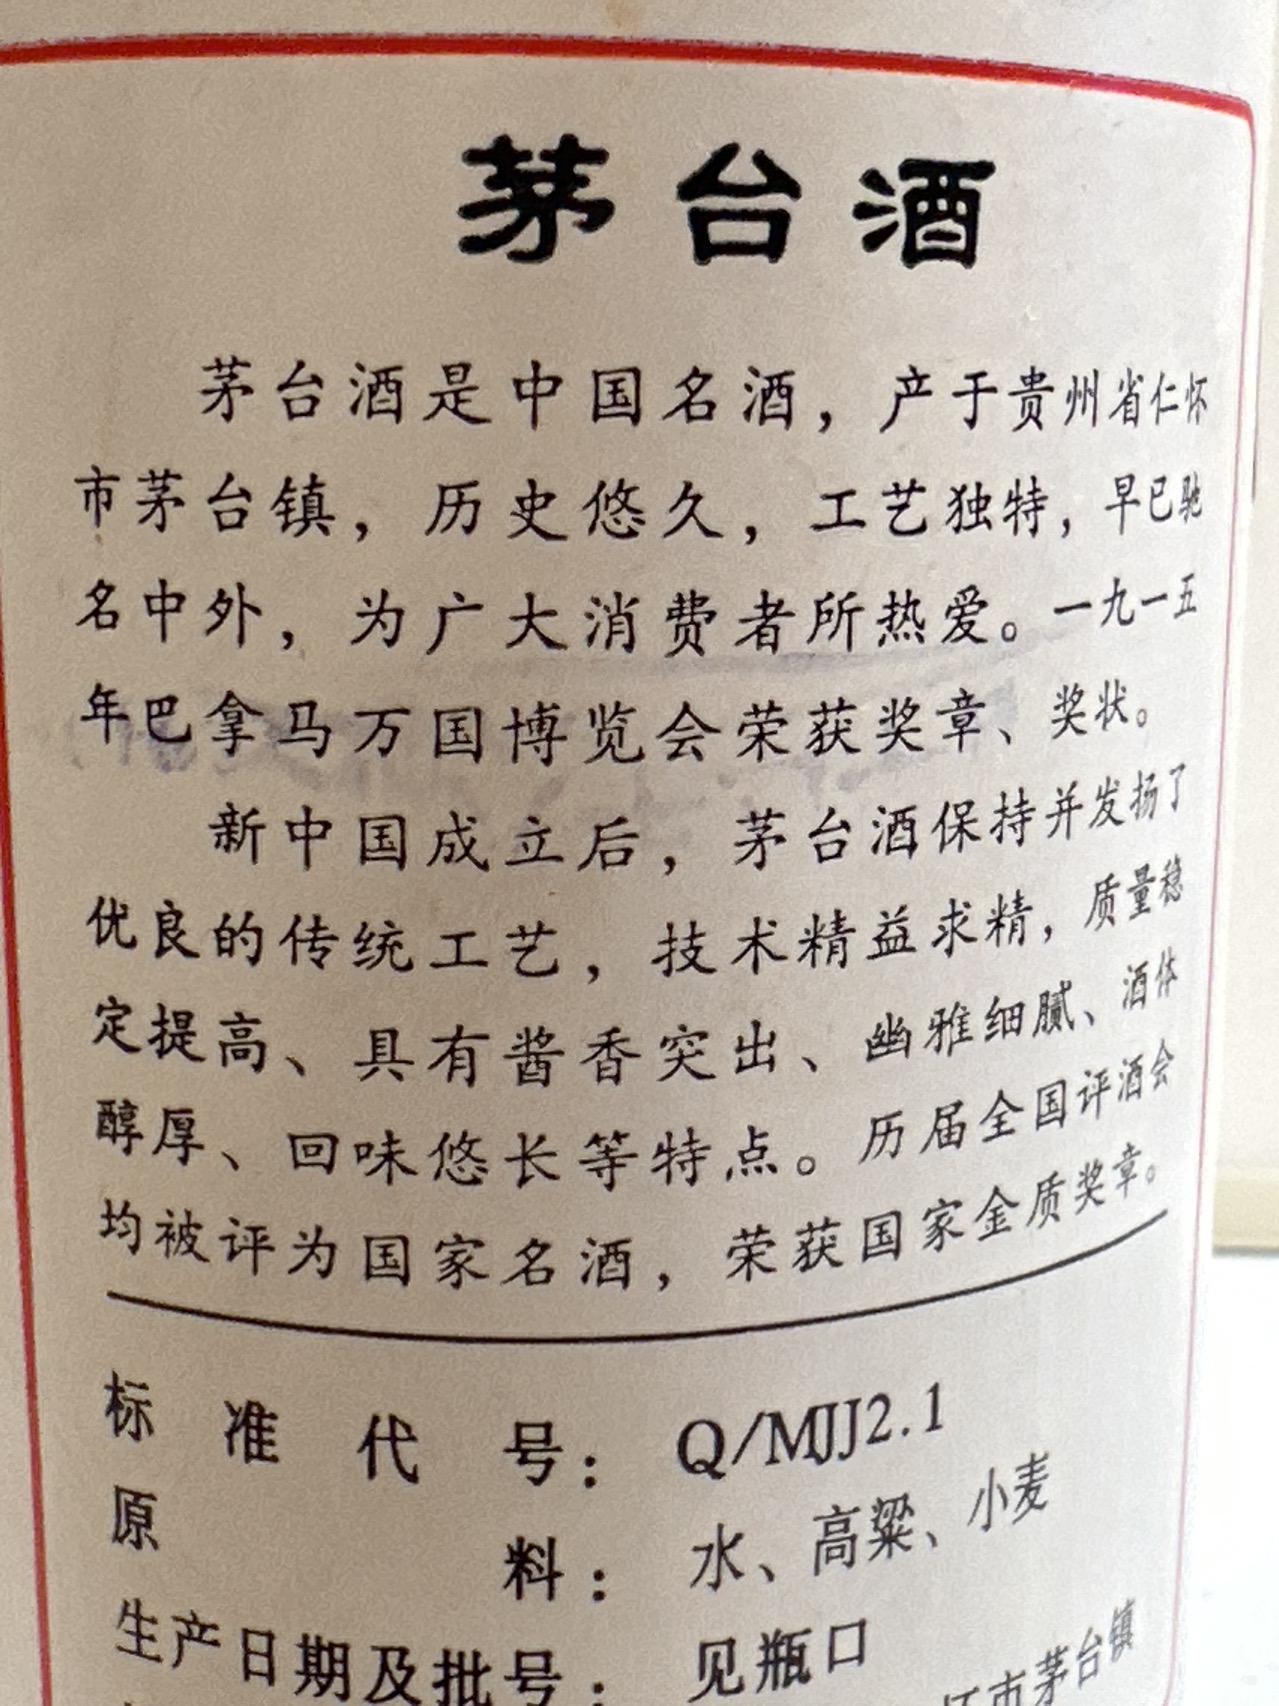 茅台酒
茅台酒是中国名酒，产于贵州省仁怀
市茅台镇，历史悠久，工艺独特，早已驰
名中外，为广大消费者所热爱。一九一五
年巴拿马万国博览会荣获奖章、奖状。
新中国成立后，茅台酒保持并发扬了
优良的传统工艺，技术精益求精，质量稳
定提高、具有酱香突出、幽雅细腻、酒体
醇厚、回味悠长等特点。历届全国评酒会
均被评为国家名酒，荣获国家金质奖章。
标准代号：Q/MJJ2.1
原料：水、高粱、小麦
生产日期及批号：见瓶口
市茅台镇